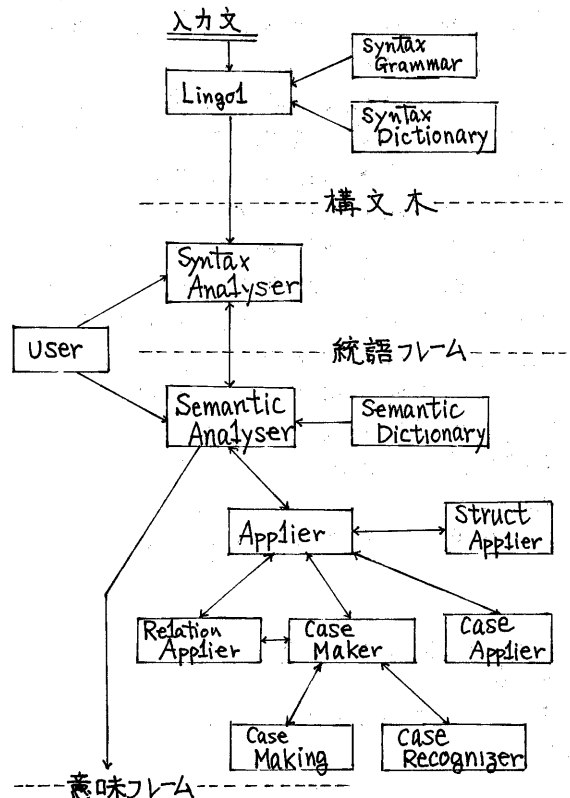 入力文
Syntax
Grammar
Lingol
Syntax
Dictionary
構文木
Syntax
Analyser
User
統語フレーム
Semantic
Analyser
Semantic
Dictionary
Applier
Struct
Applier
Relation
Applier
Case
Maker
Case
Applier
Case
Making
Case
Recognizer
意味フレーム